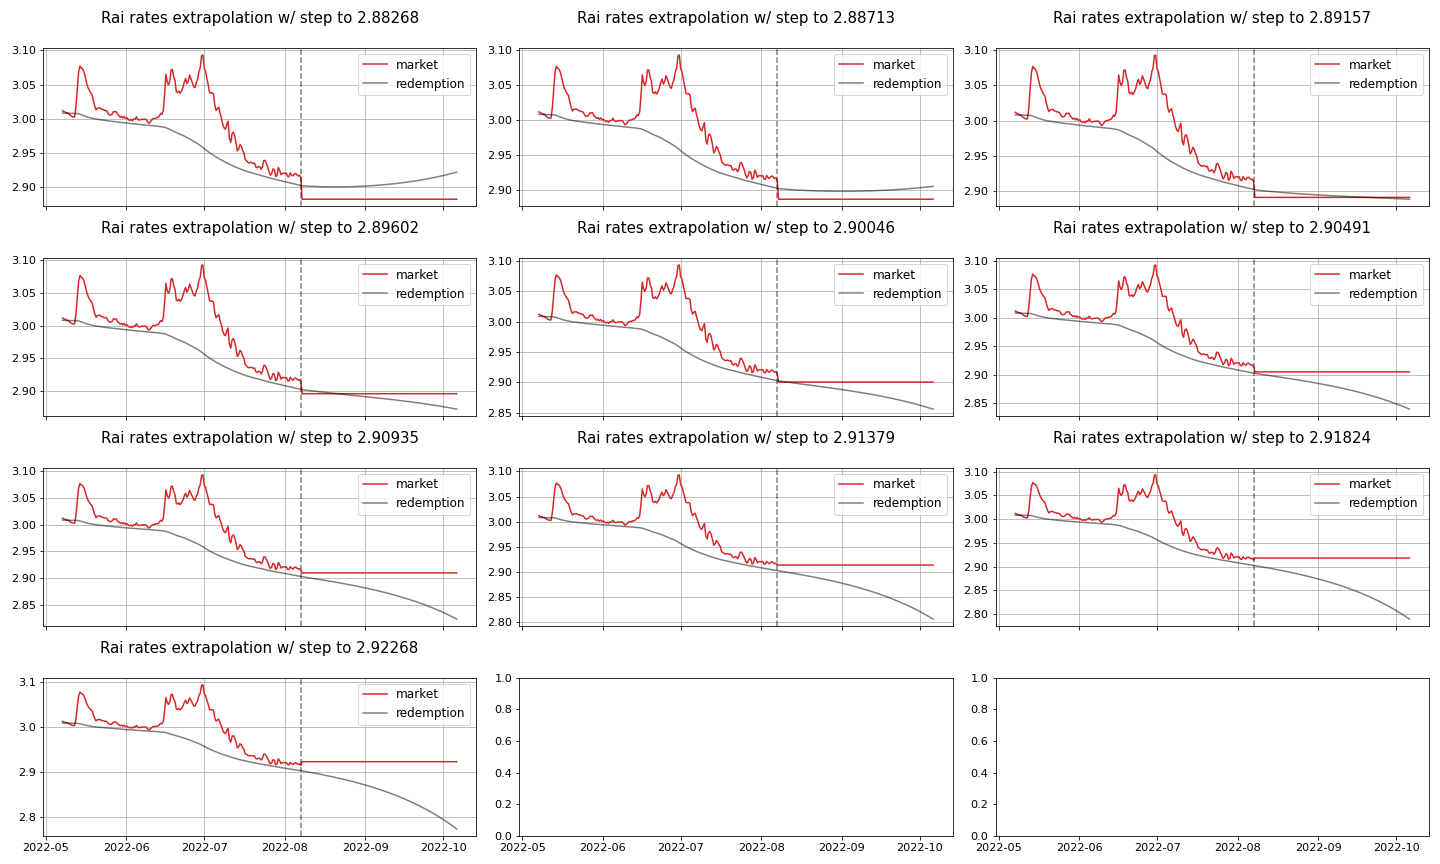 Rai rates extrapolation w/ step to 2.88268
Rai rates extrapolation w/ step to 2.88713
Rai rates extrapolation w/ step to 2.89157
3.10
3.05
3.00
2.95
2.90
market
redemption
3.10
3.05
3.00
2.95
2.90
market
redemption
3.10
3.05
3.00
2.95
2.90
market
redemption
Rai rates extrapolation w/ step to 2.89602
Rai rates extrapolation w/ step to 2.90046
Rai rates extrapolation w/ step to 2.90491
3.10
3.05
3.00
2.95
2.90
market
redemption
3.10
3.05
3.00
2.95
2.90
2.85
market
redemption
3.10
3.05
3.00
2.95
2.90
2.85
market
redemption
Rai rates extrapolation w/ step to 2.90935
Rai rates extrapolation w/ step to 2.91379
Rai rates extrapolation w/ step to 2.91824
3.10
3.05
3.00
2.95
2.90
2.85
market
redemption
3.10
3.05
3.00
2.95
2.90
2.85
2.80
market
redemption
3.10
3.05
3.00
2.95
2.90
2.85
2.80
market
redemption
Rai rates extrapolation w/ step to 2.92268
3.1
3.0
2.9
2.8
market
redemption
2022-05 2022-06 2022-07 2022-08 2022-09 2022-10
1.0
0.8
0.6
0.4
0.2
0.0
2022-05 2022-06 2022-07 2022-08 2022-09 2022-10
1.0
0.8
0.6
0.4
0.2
0.0
2022-05 2022-06 2022-07 2022-08 2022-09 2022-10